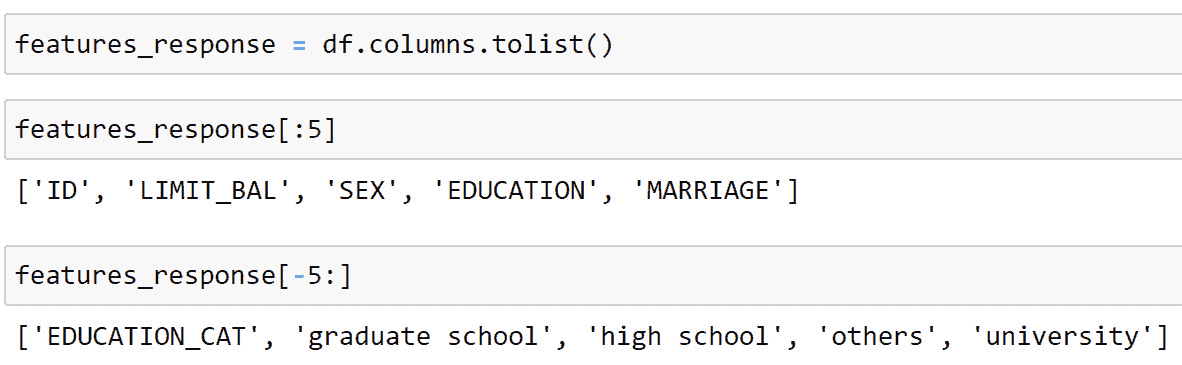 features_response = df.columns.tolist()
features_response[:5]
['ID', 'LIMIT_BAL', 'SEX', 'EDUCATION', 'MARRIAGE']
features_response[-5:]
['EDUCATION_CAT', 'graduate school', 'high school', 'others', 'university']